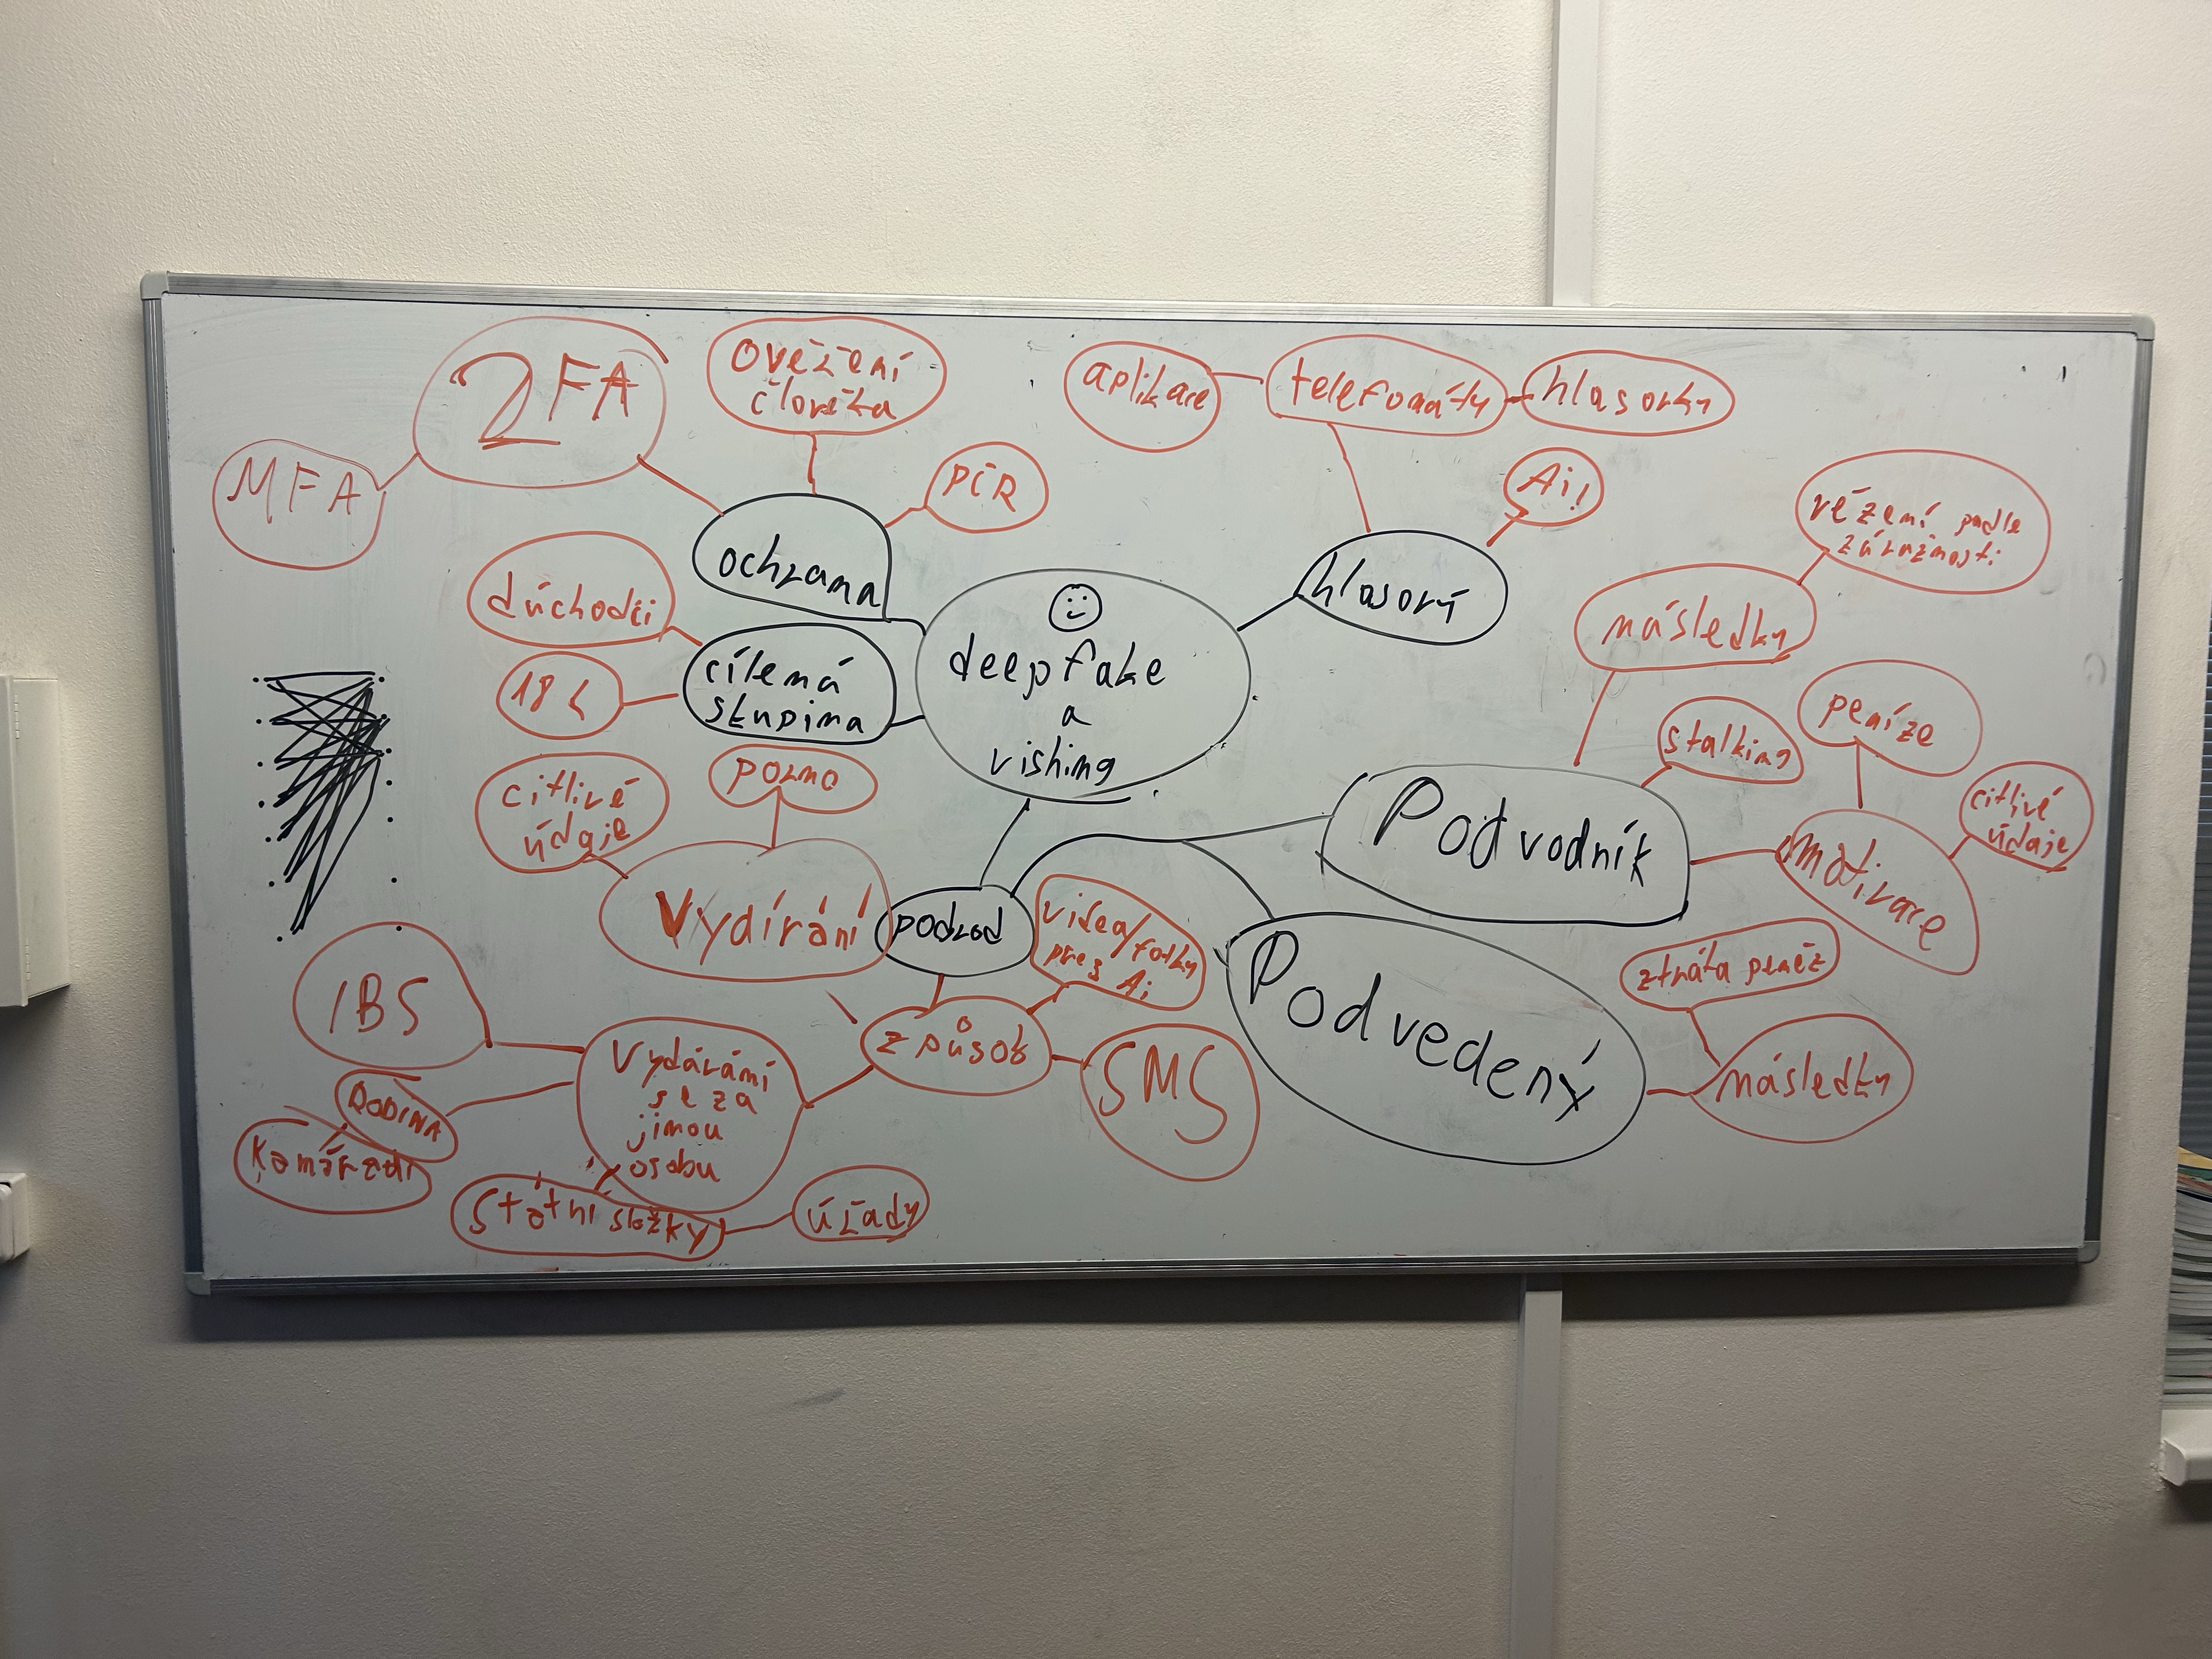 2FA
MFA
ověření
člověka
PČR
ochrana
důchodci
18 L
cílená
skupina
deepfake
a
vishing
aplikace
telefonáty
hlasovky
Ai!
hlasový
vězení podle
závažnosti
následky
stalking
peníze
citlivé
údaje
motivace
Podvodník
citlivé
údaje
porno
Vydírání
podvod
videa/fotky
přes
Ai
způsob
SMS
Podvedený
ztráta peněz
následky
IBS
RODINA
Kamárádi
Vydárání
se za
jinou
osobu
Státní složky
úřady